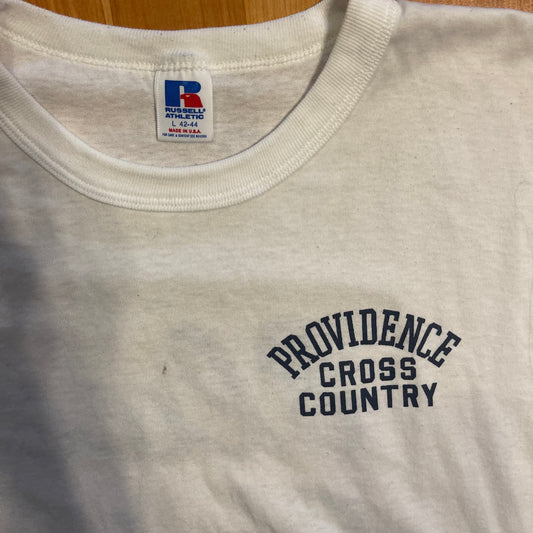 RUSSELL
ATHLETIC
L 42-44
MADE IN U.S.A.
PROVIDENCE
CROSS
COUNTRY